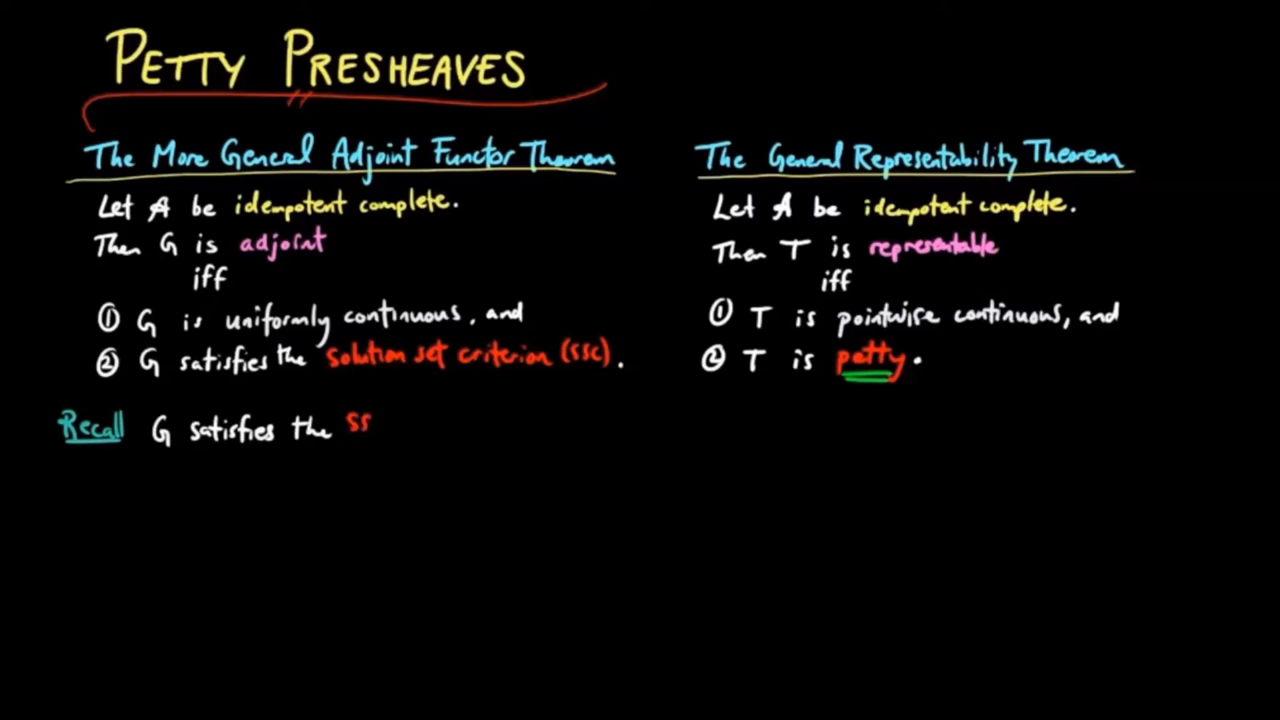 PETTY PRESHEAVES
The More General Adjoint Functor Theorem
Let A be idempotent complete.
Then G is adjoint
iff
① G is uniformly continuous, and
② G satisfies the solution set criterion (ssc).
Recall G satisfies the ss
The General Representability Theorem
Let A be idempotent complete.
Then T is representable
iff
① T is pointwise continuous, and
② T is petty.